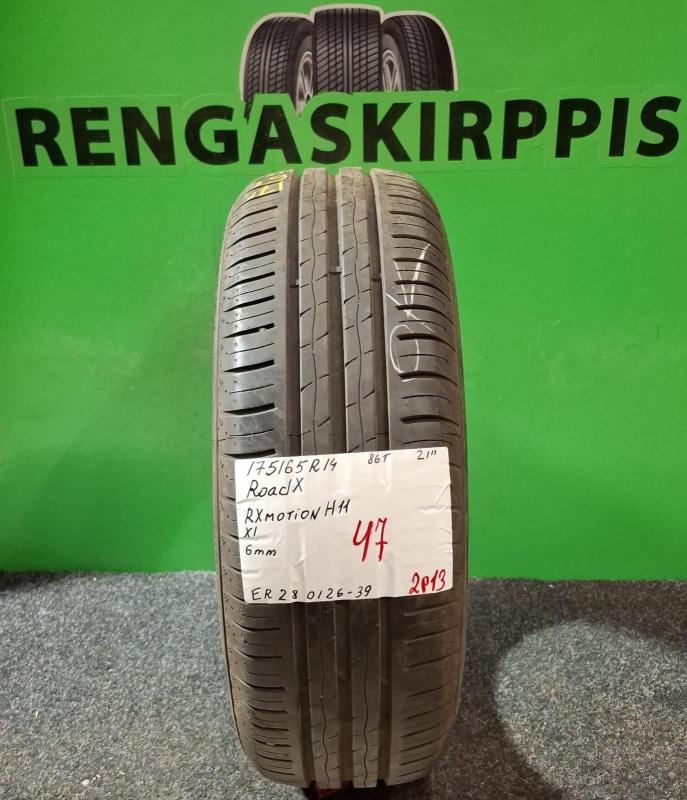 RENGASKIRPPIS
175/65R14 86T 21"
RoadX
RXMOTION H11
X1
47
6mm
ER 28 0126-39 2P13